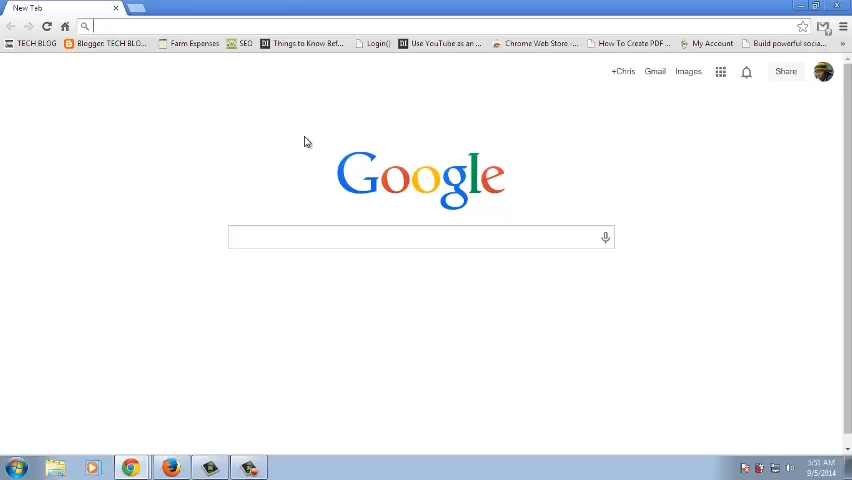 New Tab
TECH BLOG Blogger: TECH BLO... Farm Expenses SEO Things to Know Bef... Login() Use YouTube as an ... Chrome Web Store -... How To Create PDF ... My Account Build powerful socia... »
+Chris Gmail Images Share
Google
5:51 AM
9/5/2014